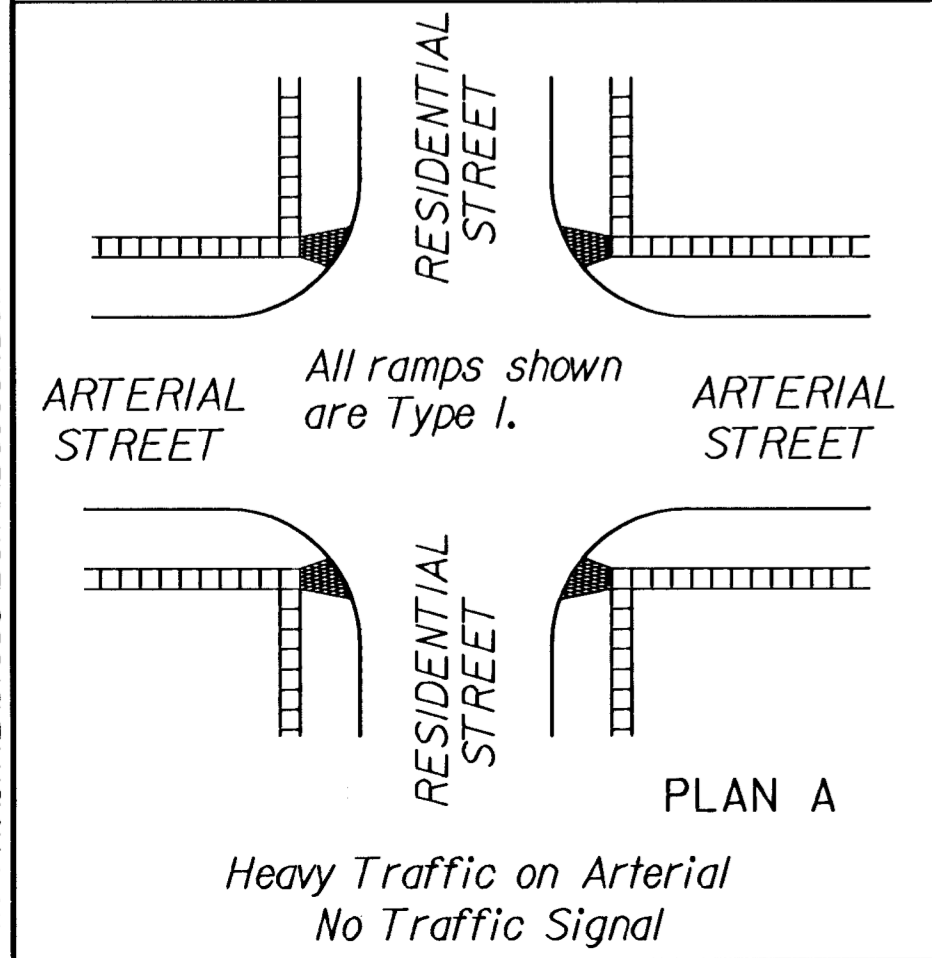 RESIDENTIAL
STREET
All ramps shown
are Type I.
ARTERIAL
STREET
ARTERIAL
STREET
RESIDENTIAL
STREET
PLAN A
Heavy Traffic on Arterial
No Traffic Signal